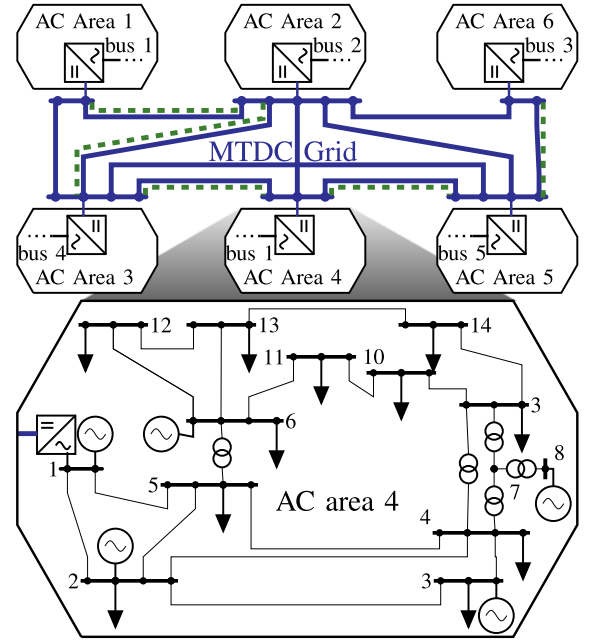 AC Area 1
bus 1
AC Area 2
bus 2
AC Area 6
bus 3
MTDC Grid
bus 4
AC Area 3
bus 1
AC Area 4
bus 5
AC Area 5
12
13
14
11
10
3
6
8
1
5
7
AC area 4
4
2
3